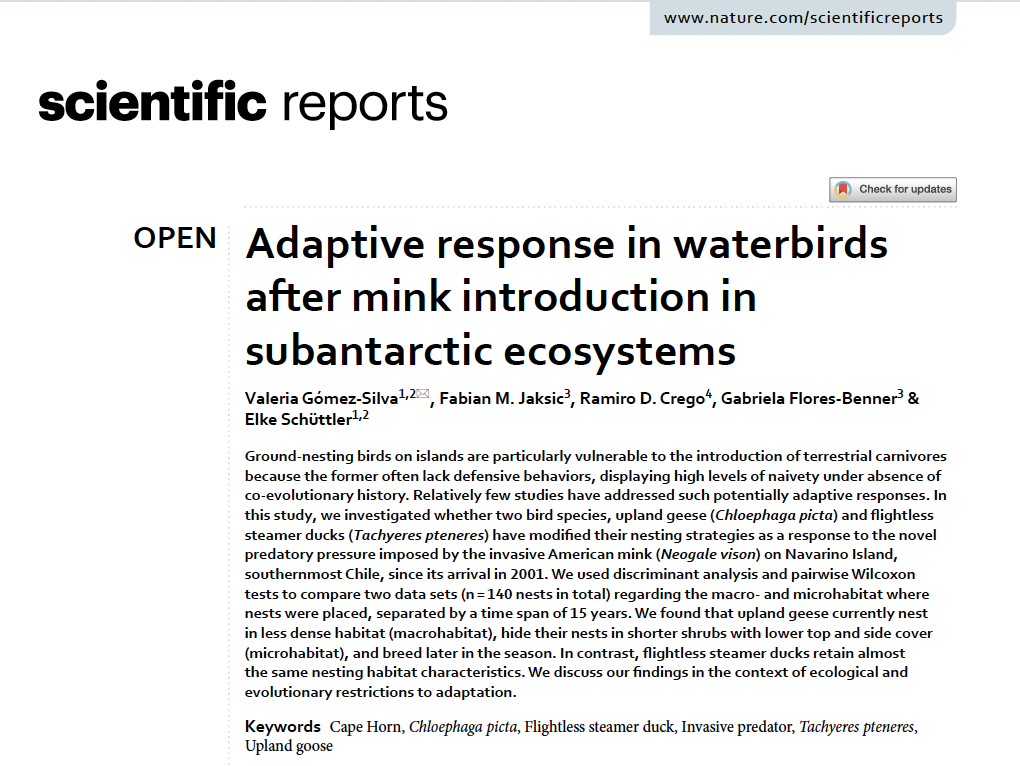 www.nature.com/scientificreports
scientific reports
Check for updates
OPEN
Adaptive response in waterbirds
after mink introduction in
subantarctic ecosystems
Valeria Gómez-Silva1,2✉, Fabian M. Jaksic3, Ramiro D. Crego4, Gabriela Flores-Benner3 &
Elke Schüttler1,2
Ground-nesting birds on islands are particularly vulnerable to the introduction of terrestrial carnivores
because the former often lack defensive behaviors, displaying high levels of naivety under absence of
co-evolutionary history. Relatively few studies have addressed such potentially adaptive responses. In
this study, we investigated whether two bird species, upland geese (Chloephaga picta) and flightless
steamer ducks (Tachyeres pteneres) have modified their nesting strategies as a response to the novel
predatory pressure imposed by the invasive American mink (Neogale vison) on Navarino Island,
southernmost Chile, since its arrival in 2001. We used discriminant analysis and pairwise Wilcoxon
tests to compare two data sets (n = 140 nests in total) regarding the macro- and microhabitat where
nests were placed, separated by a time span of 15 years. We found that upland geese currently nest
in less dense habitat (macrohabitat), hide their nests in shorter shrubs with lower top and side cover
(microhabitat), and breed later in the season. In contrast, flightless steamer ducks retain almost
the same nesting habitat characteristics. We discuss our findings in the context of ecological and
evolutionary restrictions to adaptation.
Keywords Cape Horn, Chloephaga picta, Flightless steamer duck, Invasive predator, Tachyeres pteneres,
Upland goose